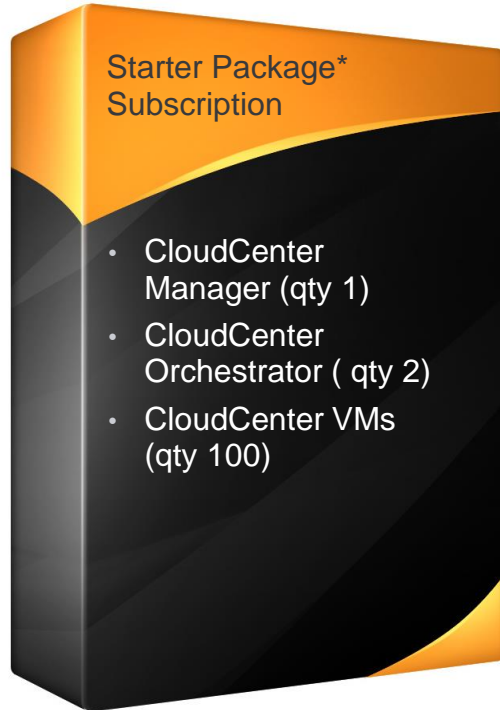 Starter Package*
Subscription
• CloudCenter
Manager (qty 1)
• CloudCenter
Orchestrator ( qty 2)
• CloudCenter VMs
(qty 100)